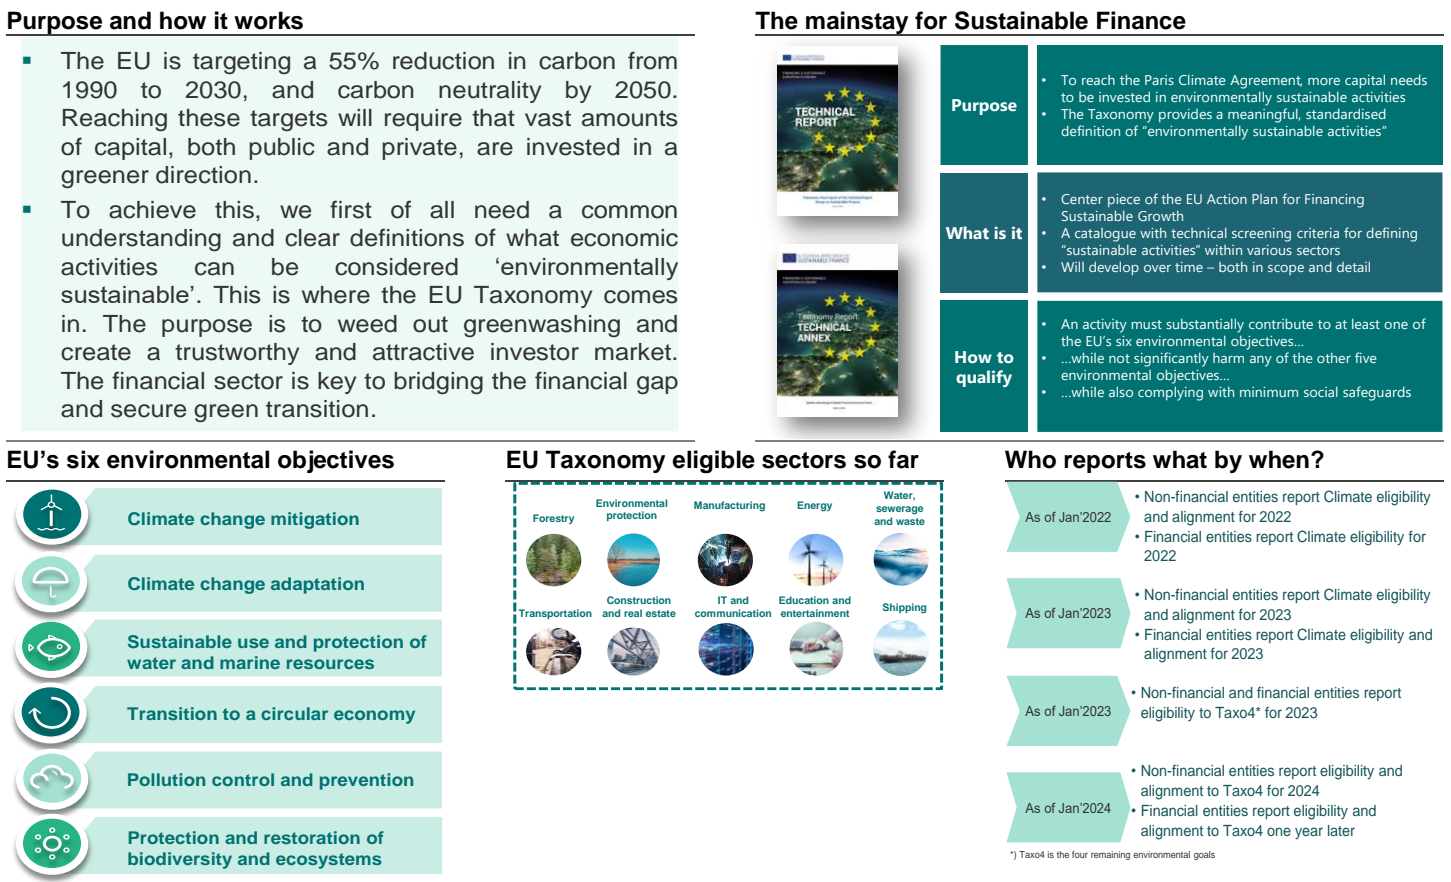 Purpose and how it works
The EU is targeting a 55% reduction in carbon from
1990 to 2030, and carbon neutrality by 2050.
Reaching these targets will require that vast amounts
of capital, both public and private, are invested in a
greener direction.
To achieve this, we first of all need a common
understanding and clear definitions of what economic
activities can be considered ‘environmentally
sustainable’. This is where the EU Taxonomy comes
in. The purpose is to weed out greenwashing and
create a trustworthy and attractive investor market.
The financial sector is key to bridging the financial gap
and secure green transition.
The mainstay for Sustainable Finance
TECHNICAL
REPORT
SUSTAINABLE FINANCE
Taxonomy Report
TECHNICAL
ANNEX
Purpose
• To reach the Paris Climate Agreement, more capital needs
to be invested in environmentally sustainable activities
• The Taxonomy provides a meaningful, standardised
definition of “environmentally sustainable activities”
What is it
• Center piece of the EU Action Plan for Financing
Sustainable Growth
• A catalogue with technical screening criteria for defining
“sustainable activities” within various sectors
• Will develop over time – both in scope and detail
How to
qualify
• An activity must substantially contribute to at least one of
the EU’s six environmental objectives…
• …while not significantly harm any of the other five
environmental objectives…
• …while also complying with minimum social safeguards
EU’s six environmental objectives
Climate change mitigation
Climate change adaptation
Sustainable use and protection of
water and marine resources
Transition to a circular economy
Pollution control and prevention
Protection and restoration of
biodiversity and ecosystems
EU Taxonomy eligible sectors so far
Forestry
Environmental
protection
Manufacturing
Energy
Water,
sewerage
and waste
Transportation
Construction
and real estate
IT and
communication
Education and
entertainment
Shipping
Who reports what by when?
As of Jan’2022
• Non-financial entities report Climate eligibility
and alignment for 2022
• Financial entities report Climate eligibility for
2022
As of Jan’2023
• Non-financial entities report Climate eligibility
and alignment for 2023
• Financial entities report Climate eligibility and
alignment for 2023
As of Jan’2023
• Non-financial and financial entities report
eligibility to Taxo4* for 2023
As of Jan’2024
• Non-financial entities report eligibility and
alignment to Taxo4 for 2024
• Financial entities report eligibility and
alignment to Taxo4 one year later
*) Taxo4 is the four remaining environmental goals